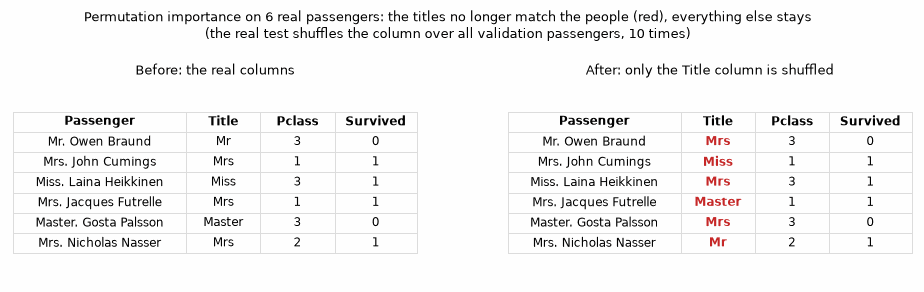 Permutation importance on 6 real passengers: the titles no longer match the people (red), everything else stays
(the real test shuffles the column over all validation passengers, 10 times)
Before: the real columns
Passenger Title Pclass Survived
Mr. Owen Braund Mr 3 0
Mrs. John Cumings Mrs 1 1
Miss. Laina Heikkinen Miss 3 1
Mrs. Jacques Futrelle Mrs 1 1
Master. Gosta Palsson Master 3 0
Mrs. Nicholas Nasser Mrs 2 1
After: only the Title column is shuffled
Passenger Title Pclass Survived
Mr. Owen Braund Mrs 3 0
Mrs. John Cumings Miss 1 1
Miss. Laina Heikkinen Mrs 3 1
Mrs. Jacques Futrelle Master 1 1
Master. Gosta Palsson Mrs 3 0
Mrs. Nicholas Nasser Mr 2 1